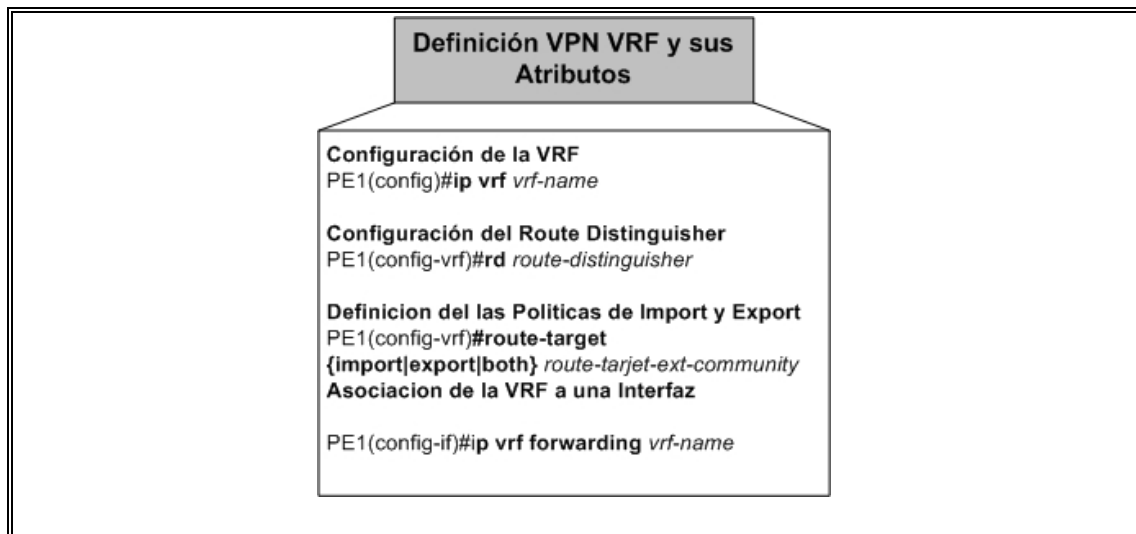 Definición VPN VRF y sus
Atributos
Configuración de la VRF
PE1(config)#ip vrf vrf-name
Configuración del Route Distinguisher
PE1(config-vrf)#rd route-distinguisher
Definicion del las Politicas de Import y Export
PE1(config-vrf)#route-target
{import|export|both} route-tarjet-ext-community
Asociacion de la VRF a una Interfaz
PE1(config-if)#ip vrf forwarding vrf-name